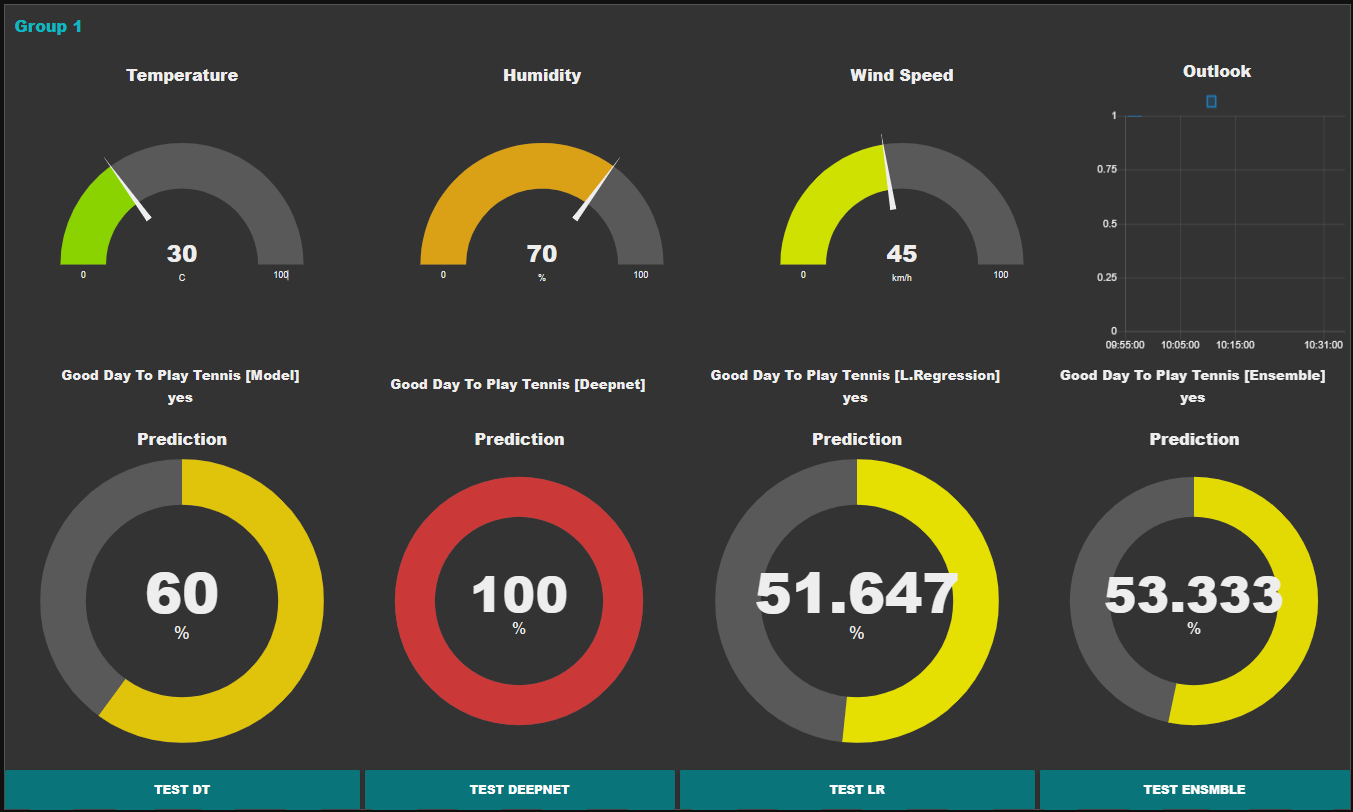 Group 1
Temperature
30
C
0
100
Humidity
70
%
0
100
Wind Speed
45
km/h
0
100
Outlook
1
0.75
0.5
0.25
0
09:55:00 10:05:00 10:15:00 10:31:00
Good Day To Play Tennis [Model]
yes
Good Day To Play Tennis [Deepnet]
Good Day To Play Tennis [L.Regression]
yes
Good Day To Play Tennis [Ensemble]
yes
Prediction
60
%
Prediction
100
%
Prediction
51.647
%
Prediction
53.333
%
TEST DT
TEST DEEPNET
TEST LR
TEST ENSMBLE